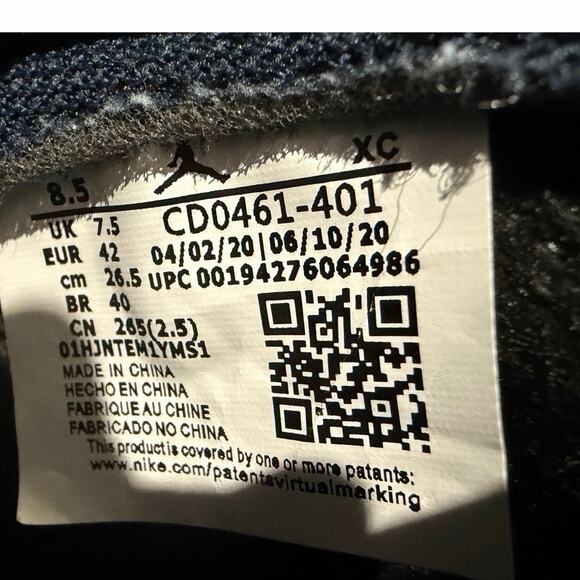 8.5 XC
UK 7.5 CD0461-401
EUR 42 04/02/20|06/10/20
cm 26.5 UPC 00194276064986
BR 40
CN 265(2.5)
01HJNTEM1YMS1
MADE IN CHINA
HECHO EN CHINA
FABRIQUE AU CHINE
FABRICADO NO CHINA
This product is covered by one or more patants:
www.nike.com/patentsvirtualmarking